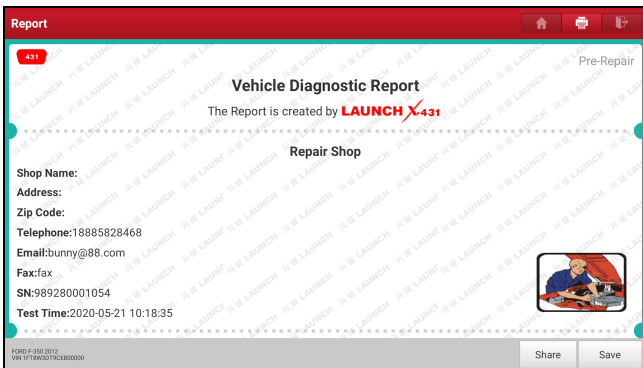 Report
431
Pre-Repair
Vehicle Diagnostic Report
The Report is created by LAUNCH X-431
Repair Shop
Shop Name:
Address:
Zip Code:
Telephone:18885828468
Email:bunny@88.com
Fax:fax
SN:989280001054
Test Time:2020-05-21 10:18:35
FORD F-350 2012
VIN 1FT8W3DT9CEB00000
Share
Save